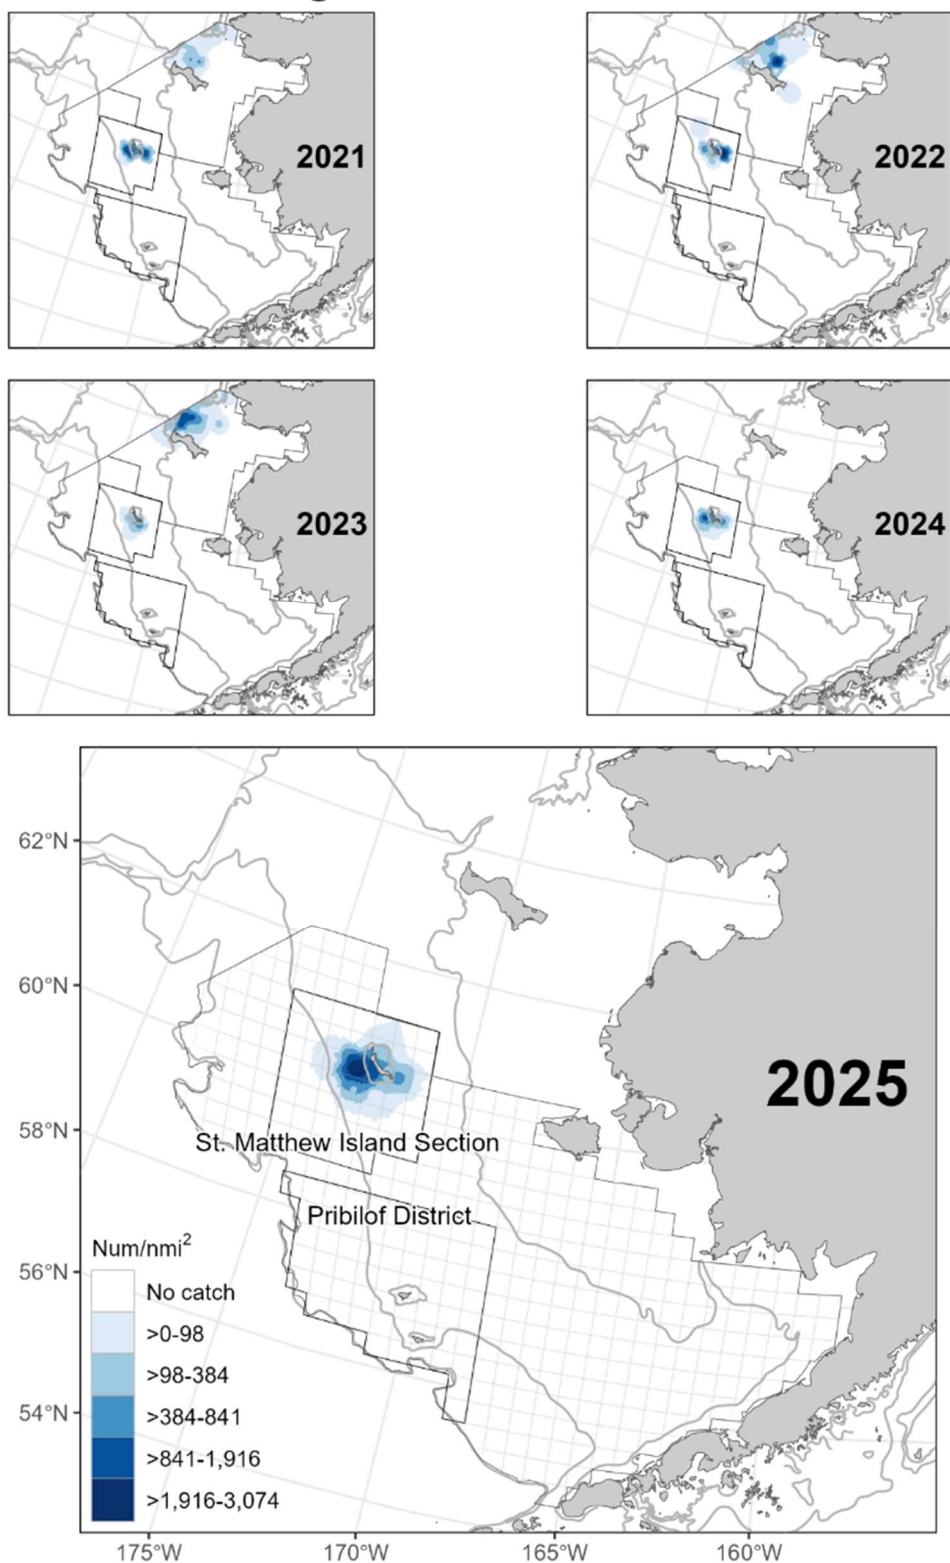 2021
2022
2023
2024
2025
62°N
60°N
58°N
56°N
54°N
St. Matthew Island Section
Pribilof District
Num/nmi²
No catch
>0-98
>98-384
>384-841
>841-1,916
>1,916-3,074
175°W
170°W
165°W
160°W